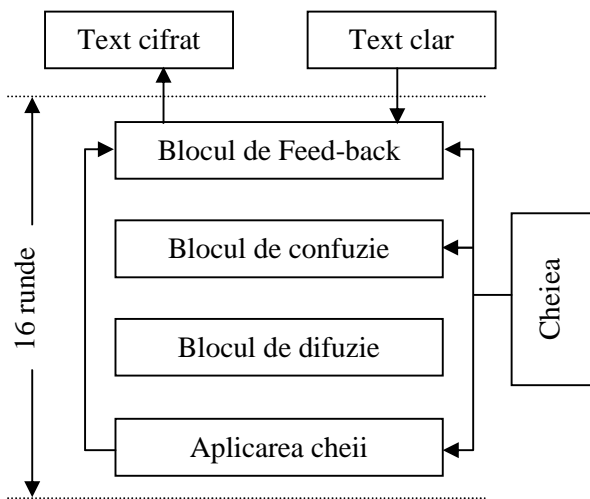 Text cifrat
Text clar
Blocul de Feed-back
Blocul de confuzie
Blocul de difuzie
Aplicarea cheii
16 runde
Cheiea